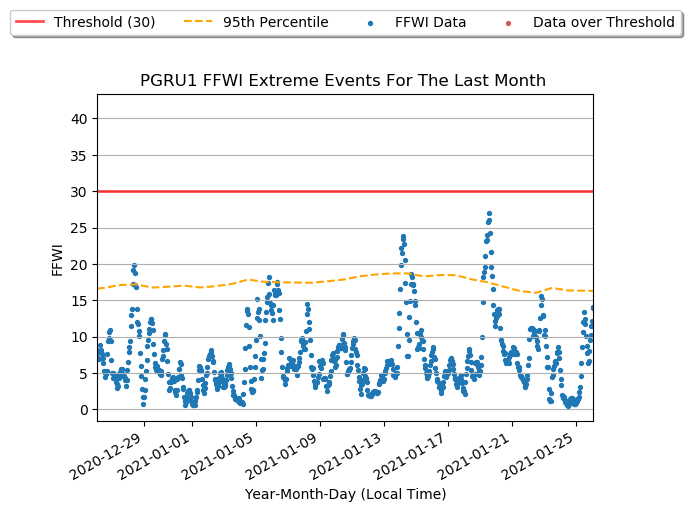 Threshold (30) 95th Percentile FFWI Data Data over Threshold
PGRU1 FFWI Extreme Events For The Last Month
40
35
30
25
20
15
10
5
0
FFWI
2020-12-29 2021-01-01 2021-01-05 2021-01-09 2021-01-13 2021-01-17 2021-01-21 2021-01-25
Year-Month-Day (Local Time)